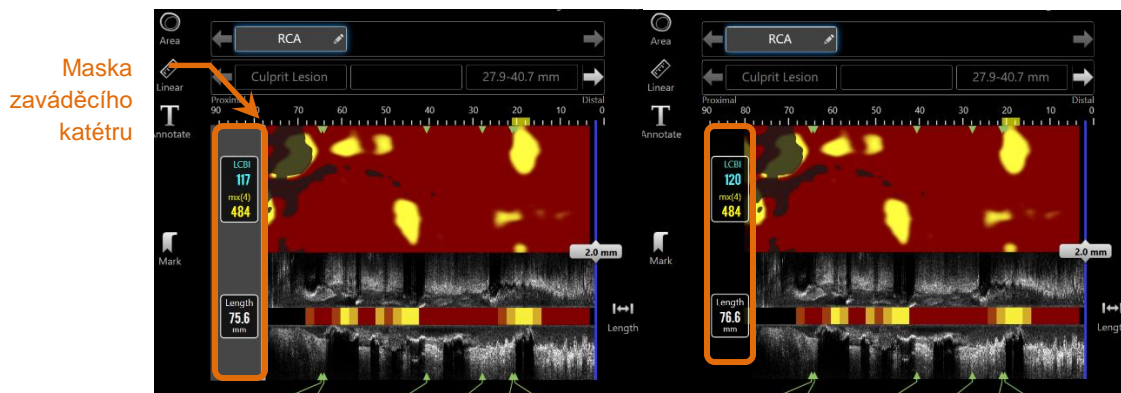 Maska
zaváděcího
katétru
Area
RCA
Linear
Culprit Lesion
27.9-40.7 mm
Proximal
Distal
90 80 70 60 50 40 30 20 10 0
Annotate
LCBI
117
mx(4)
484
Mark
2.0 mm
Length
75.6
mm
Length
Area
RCA
Linear
Culprit Lesion
27.9-40.7 mm
Proximal
Distal
90 80 70 60 50 40 30 20 10 0
Annotate
LCBI
120
mx(4)
484
Mark
2.0 mm
Length
76.6
mm
Length